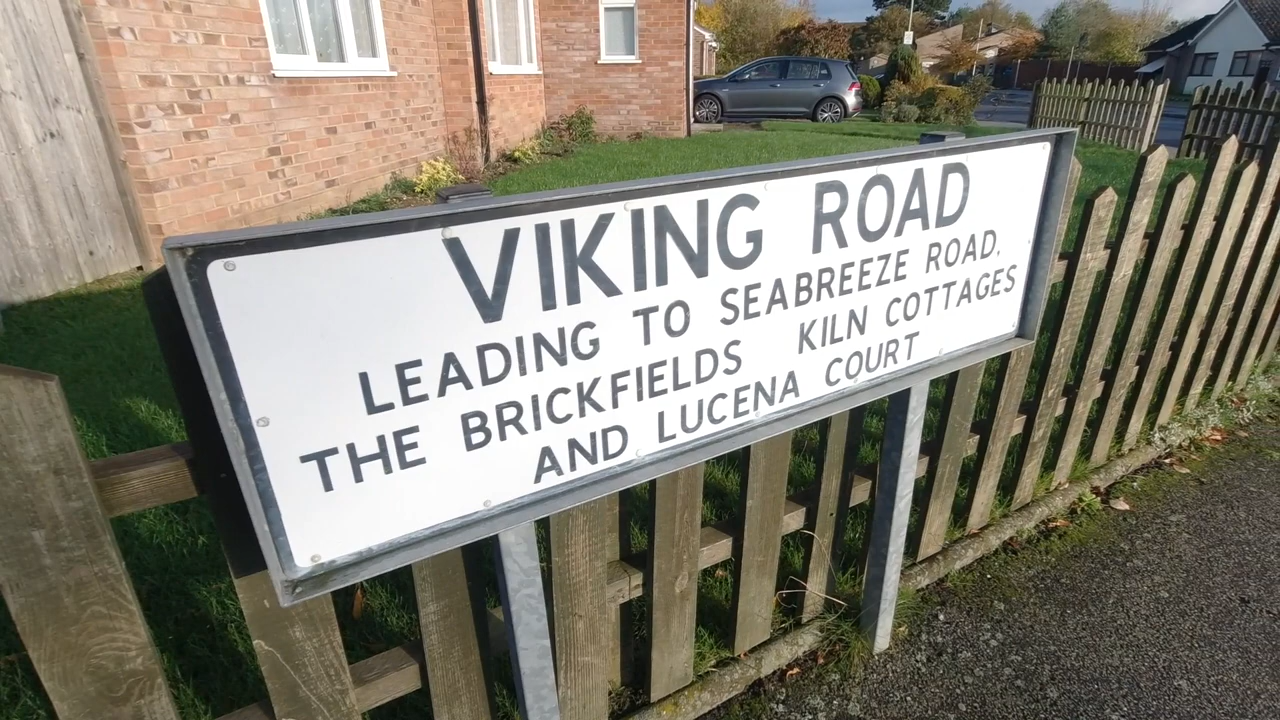 VIKING ROAD
LEADING TO SEABREEZE ROAD,
THE BRICKFIELDS KILN COTTAGES
AND LUCENA COURT